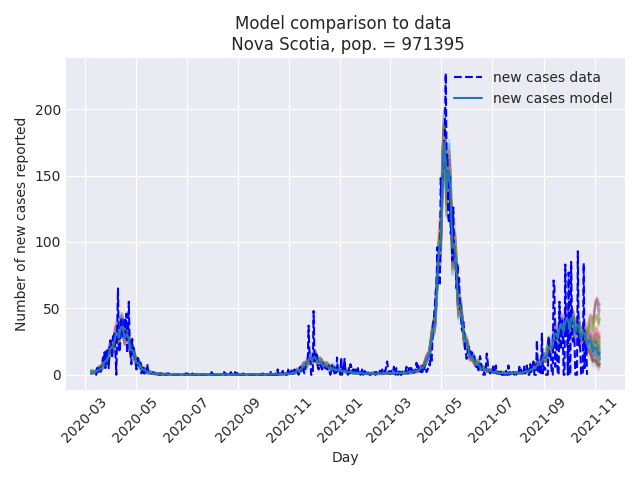 Model comparison to data
Nova Scotia, pop. = 971395
new cases data
new cases model
Number of new cases reported
200
150
100
50
0
2020-03
2020-05
2020-07
2020-09
2020-11
2021-01
2021-03
2021-05
2021-07
2021-09
2021-11
Day